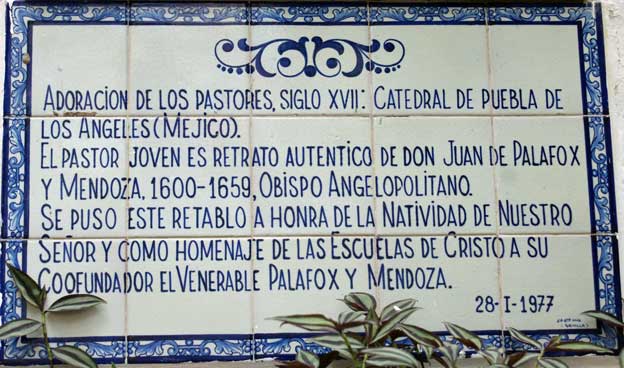 ADORACION DE LOS PASTORES, SIGLO XVII: CATEDRAL DE PUEBLA DE
LOS ANGELES (MEJICO).
EL PASTOR JOVEN ES RETRATO AUTENTICO DE DON JUAN DE PALAFOX
Y MENDOZA, 1600-1659, OBISPO ANGELOPOLITANO.
SE PUSO ESTE RETABLO A HONRA DE LA NATIVIDAD DE NUESTRO
SEÑOR Y COMO HOMENAJE DE LAS ESCUELAS DE CRISTO A SU
COOFUNDADOR EL VENERABLE PALAFOX Y MENDOZA.
28-I-1977
SEVILLA